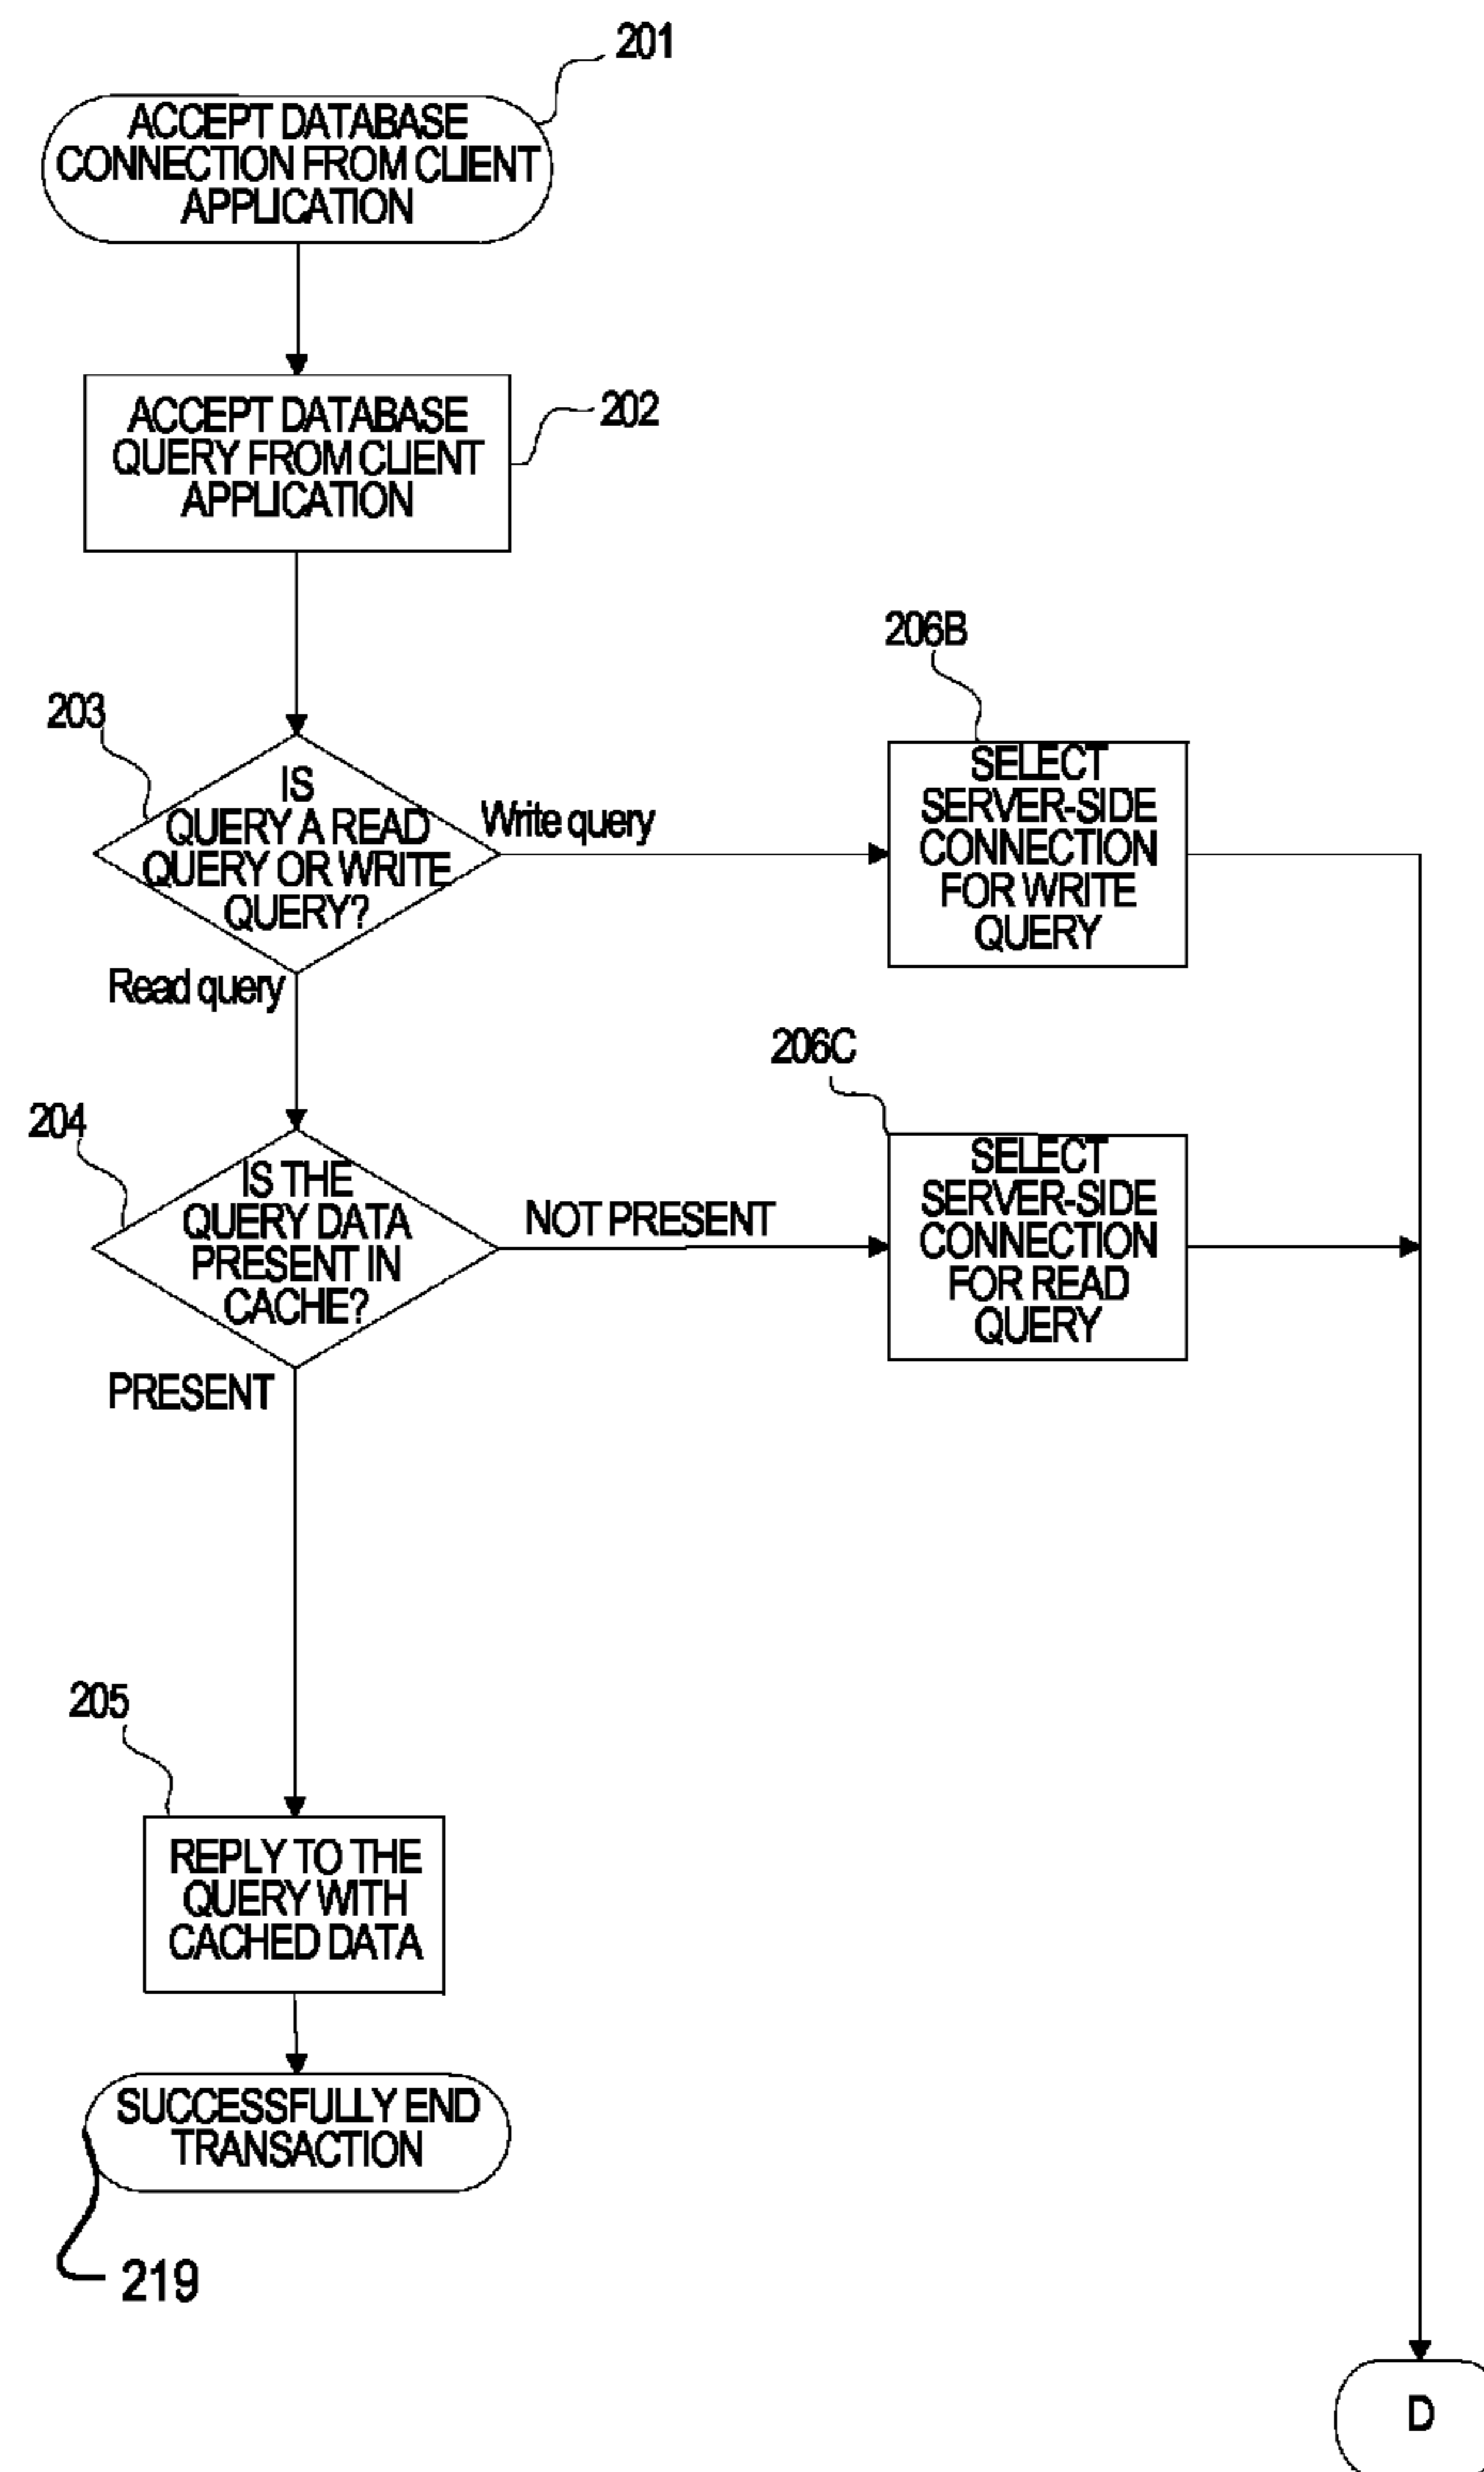 201
ACCEPT DATABASE
CONNECTION FROM CLIENT
APPLICATION
ACCEPT DATABASE
QUERY FROM CLIENT
APPLICATION
202
203
IS
QUERY A READ
QUERY OR WRITE
QUERY?
Write query
Read query
206B
SELECT
SERVER-SIDE
CONNECTION
FOR WRITE
QUERY
204
IS THE
QUERY DATA
PRESENT IN
CACHE?
NOT PRESENT
PRESENT
206C
SELECT
SERVER-SIDE
CONNECTION
FOR READ
QUERY
205
REPLY TO THE
QUERY WITH
CACHED DATA
SUCCESSFULLY END
TRANSACTION
219
D